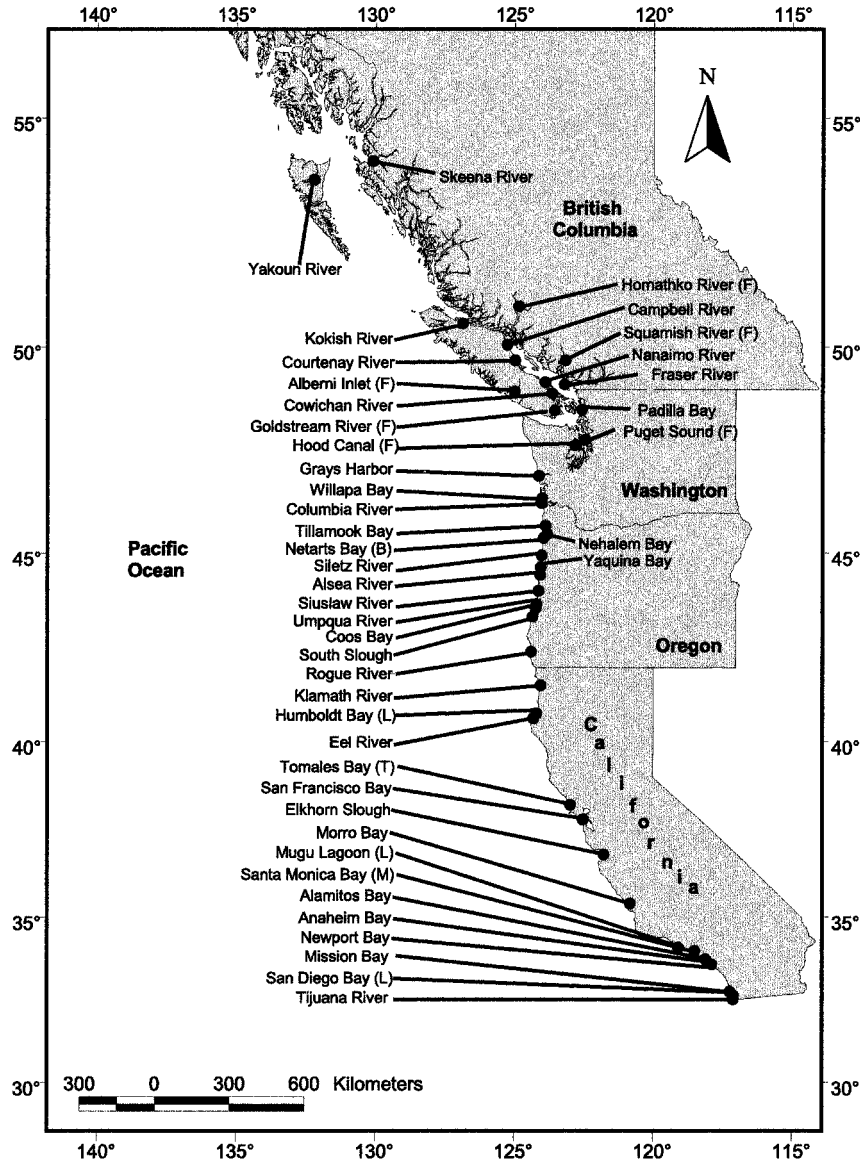 140° 135° 130° 125° 120° 115°
N
55° 55°
Skeena River
British
Columbia
Yakoun River
Homathko River (F)
Campbell River
Squamish River (F)
Kokish River
50° 50°
Nanaimo River
Courtenay River
Fraser River
Alberni Inlet (F)
Cowichan River
Padilla Bay
Goldstream River (F)
Puget Sound (F)
Hood Canal (F)
Grays Harbor
Willapa Bay
Washington
Columbia River
Tillamook Bay
Nehalem Bay
Netarts Bay (B)
Pacific
Ocean
45° 45°
Yaquina Bay
Siletz River
Alsea River
Siuslaw River
Umpqua River
Coos Bay
Oregon
South Slough
Rogue River
Klamath River
Humboldt Bay (L)
California
Eel River
40° 40°
Tomales Bay (T)
San Francisco Bay
Elkhorn Slough
Morro Bay
Mugu Lagoon (L)
Santa Monica Bay (M)
Alamitos Bay
35° 35°
Anaheim Bay
Newport Bay
Mission Bay
San Diego Bay (L)
Tijuana River
300 0 300 600 Kilometers
30° 30°
140° 135° 130° 125° 120° 115°